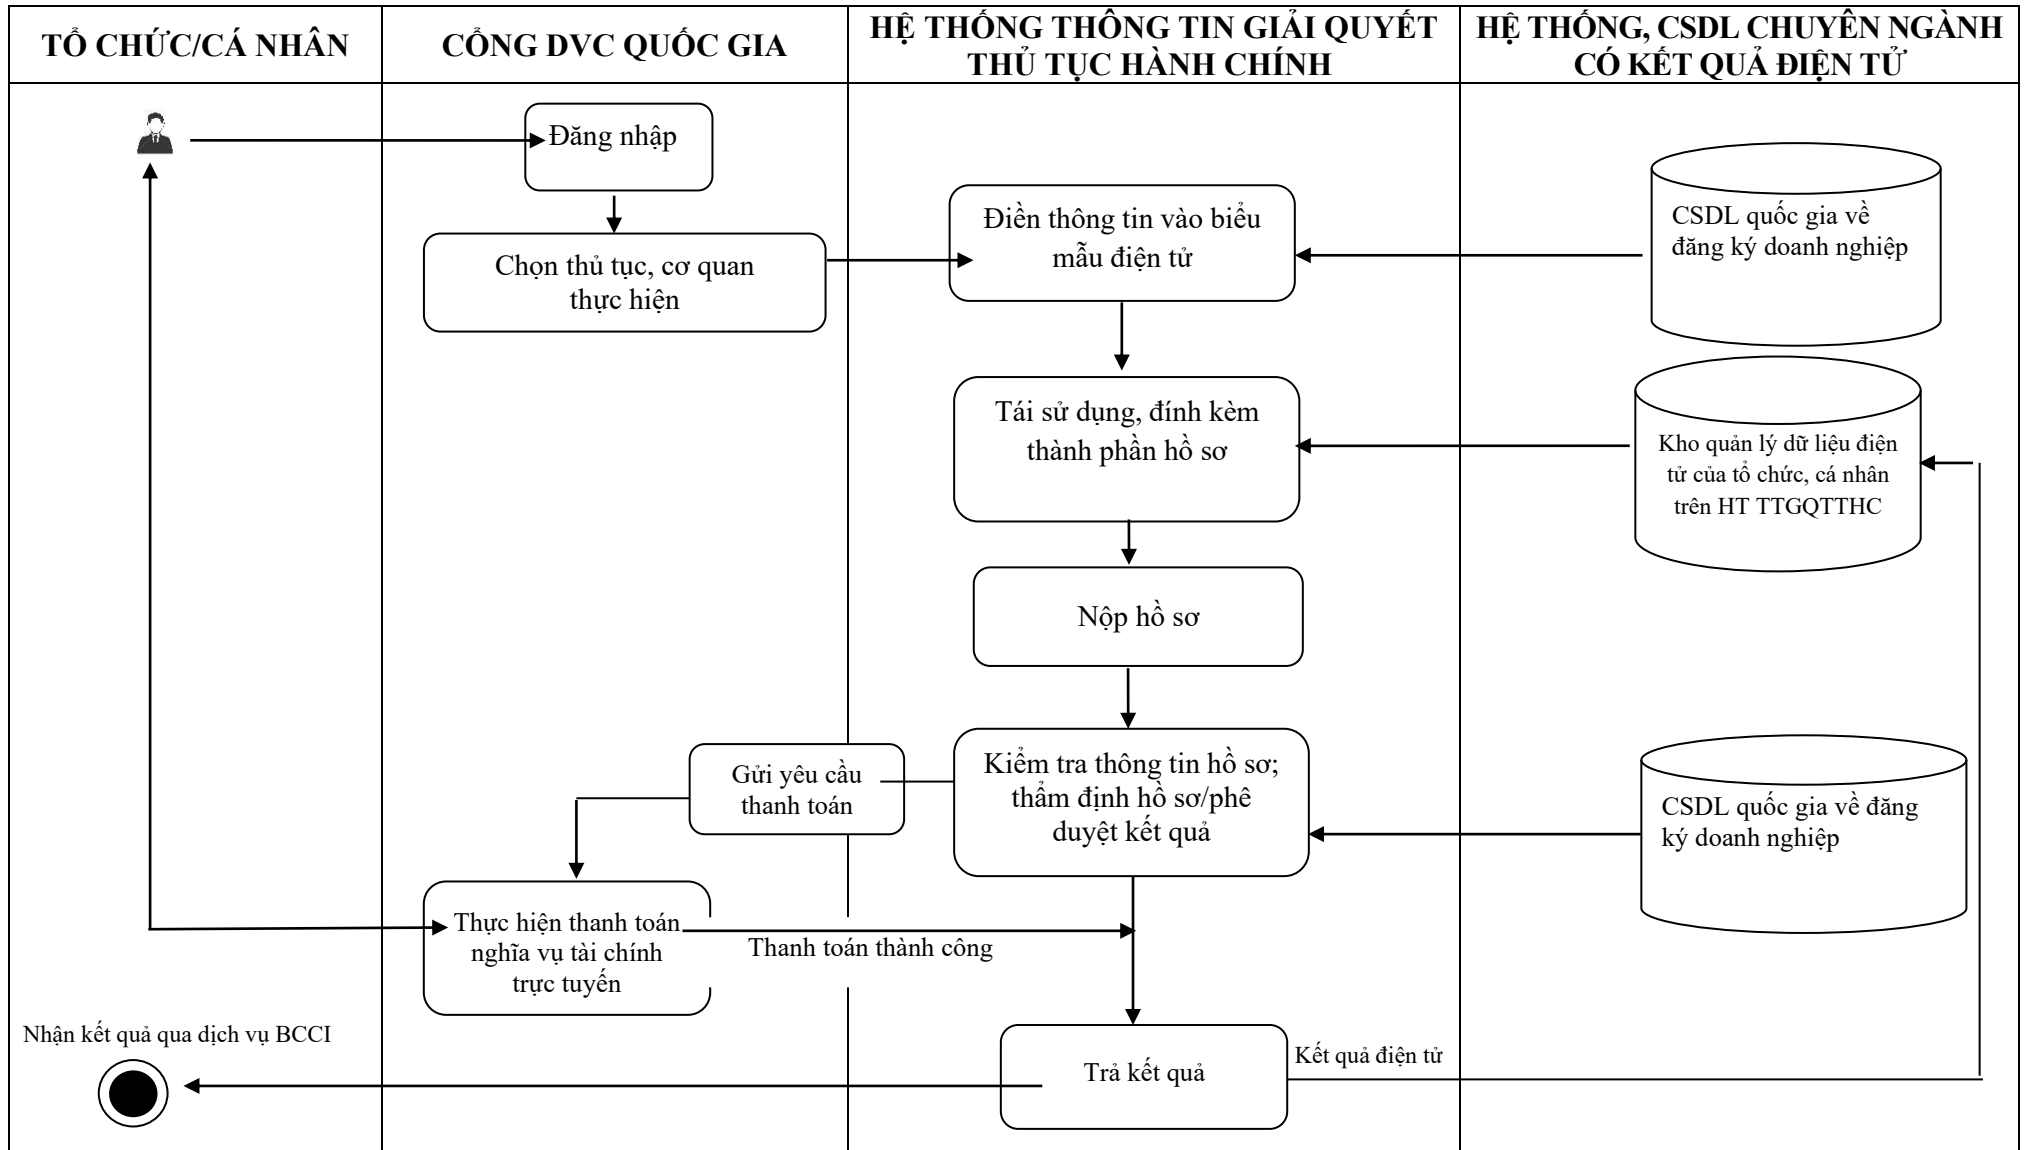 TỔ CHỨC/CÁ NHÂN
CỔNG DVC QUỐC GIA
HỆ THỐNG THÔNG TIN GIẢI QUYẾT
THỦ TỤC HÀNH CHÍNH
HỆ THỐNG, CSDL CHUYÊN NGÀNH
CÓ KẾT QUẢ ĐIỆN TỬ
Đăng nhập
Chọn thủ tục, cơ quan
thực hiện
Điền thông tin vào biểu
mẫu điện tử
CSDL quốc gia về
đăng ký doanh nghiệp
Tái sử dụng, đính kèm
thành phần hồ sơ
Kho quản lý dữ liệu điện
tử của tổ chức, cá nhân
trên HT TTGQTTHC
Nộp hồ sơ
Kiểm tra thông tin hồ sơ;
thẩm định hồ sơ/phê
duyệt kết quả
Gửi yêu cầu
thanh toán
CSDL quốc gia về đăng
ký doanh nghiệp
Thực hiện thanh toán
nghĩa vụ tài chính
trực tuyến
Thanh toán thành công
Nhận kết quả qua dịch vụ BCCI
Trả kết quả
Kết quả điện tử